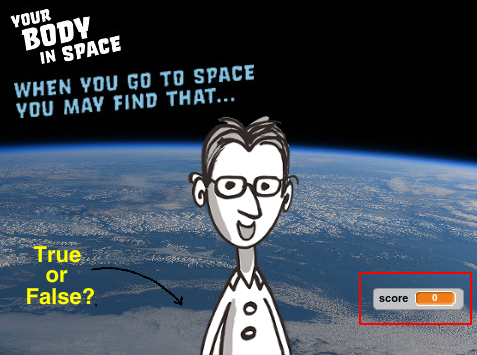 YOUR
BODY
IN SPACE
WHEN YOU GO TO SPACE
YOU MAY FIND THAT...
True
or
False?
score 0